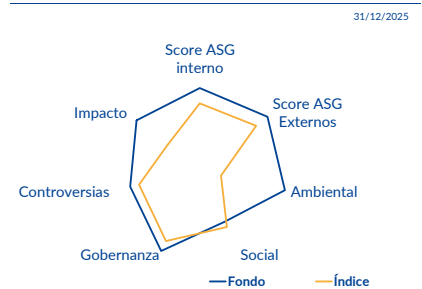 31/12/2025
Score ASG
interno
Score ASG
Externos
Impacto
Controversias
Ambiental
Gobernanza
Social
Fondo
Índice